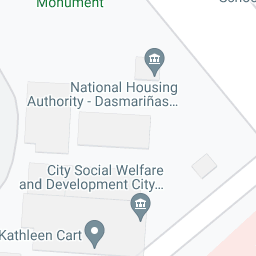 Monument
National Housing
Authority - Dasmariñas...
City Social Welfare
and Development City...
Kathleen Cart